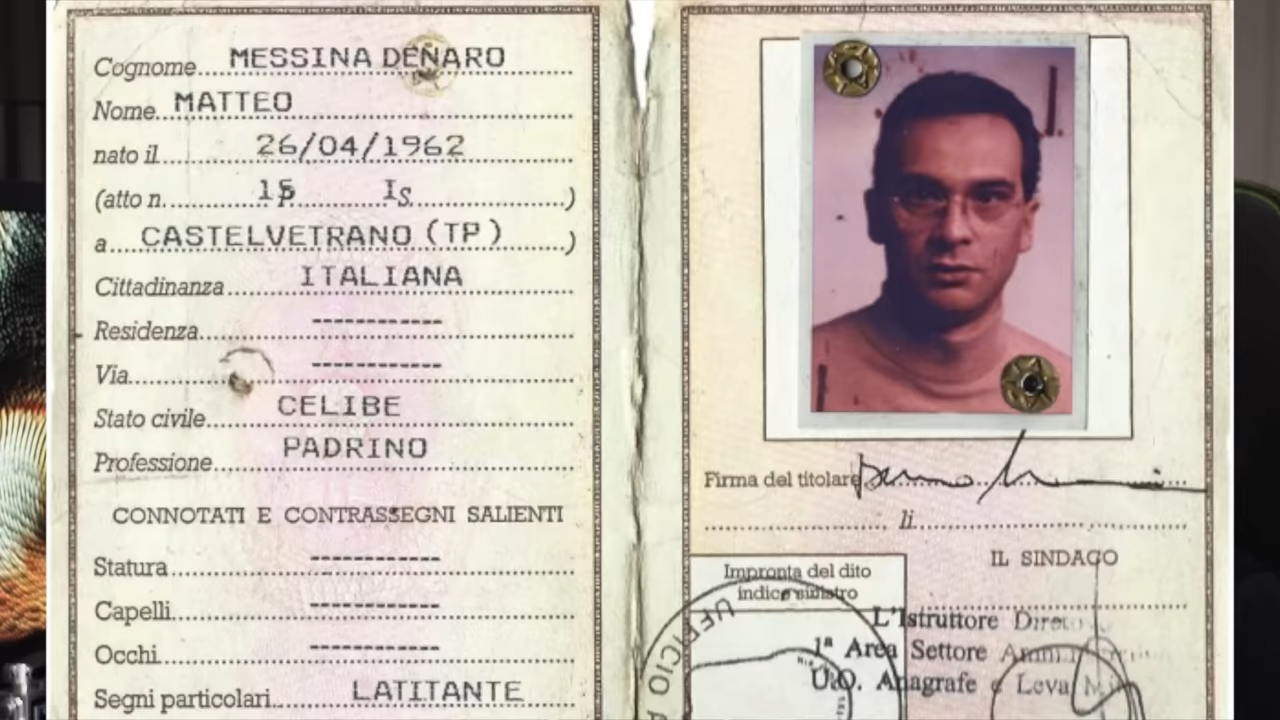 Cognome MESSINA DENARO
Nome MATTEO
nato il 26/04/1962
(atto n. I S. )
a CASTELVETRANO (TP) )
Cittadinanza ITALIANA
Residenza ------------
Via ------------
Stato civile CELIBE
Professione PADRINO
CONNOTATI E CONTRASSEGNI SALIENTI
Statura ------------
Capelli ------------
Occhi ------------
Segni particolari LATITANTE
Firma del titolare
li
IL SINDACO
Impronta del dito
indice sinistro
UFFICIO
L'Istruttore
1ª Area Settore
U.O. Anagrafe e Leva